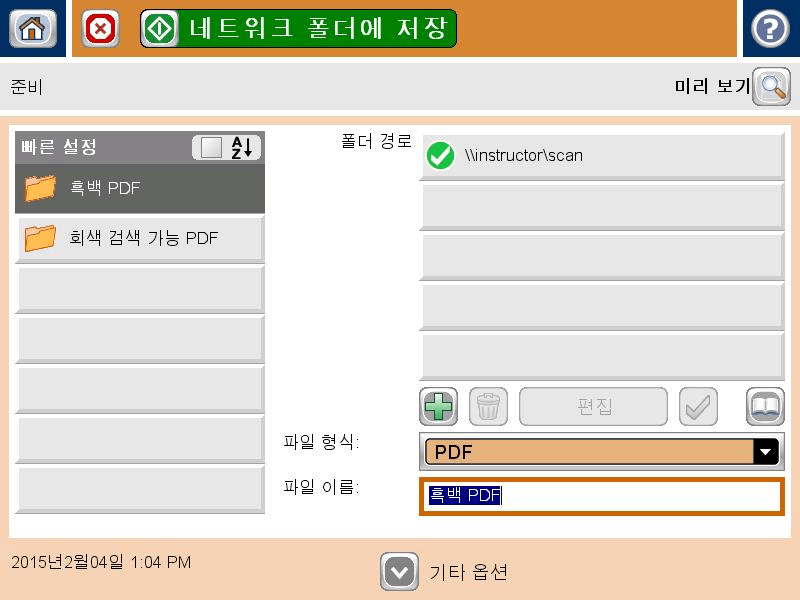 네트워크 폴더에 저장
?
준비
미리 보기
빠른 설정
A
Z
흑백 PDF
회색 검색 가능 PDF
폴더 경로
\\instructor\scan
편집
파일 형식:
PDF
파일 이름:
흑백 PDF
2015년2월04일 1:04 PM
기타 옵션